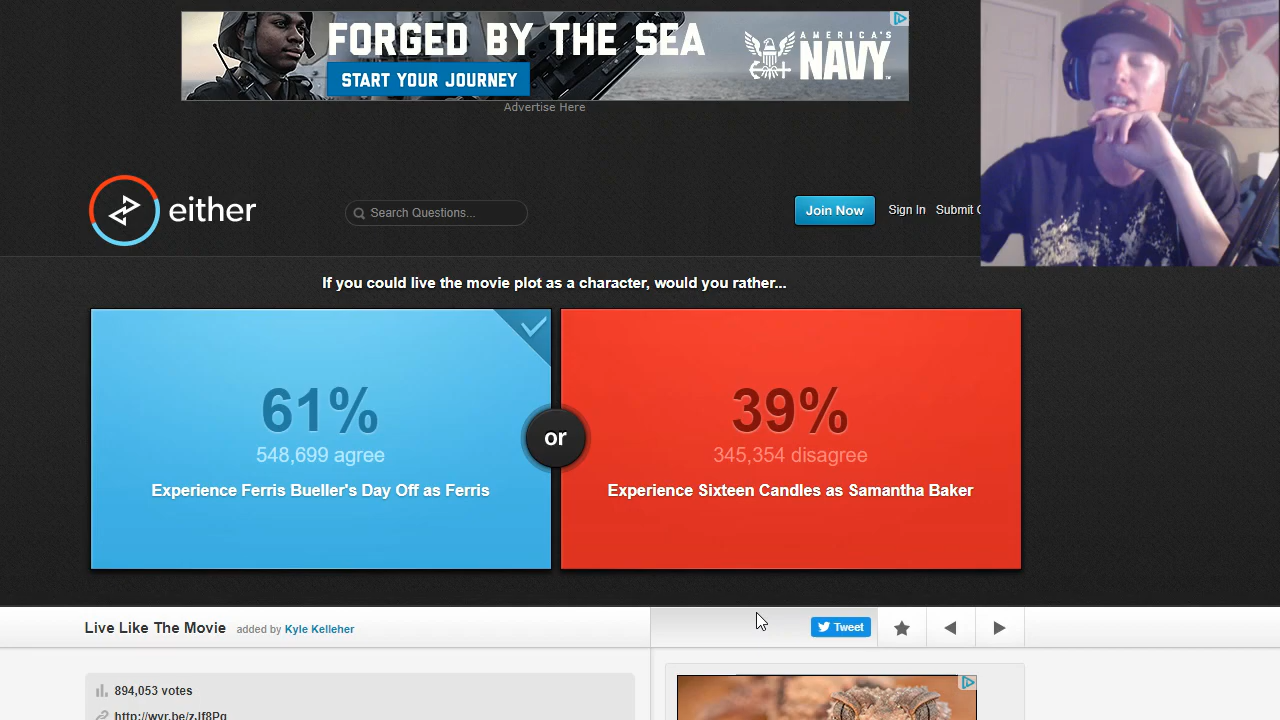 FORGED BY THE SEA
START YOUR JOURNEY
AMERICA'S
NAVY
Advertise Here
either
Search Questions...
Join Now
Sign In
Submit
If you could live the movie plot as a character, would you rather...
61%
548,699 agree
Experience Ferris Bueller's Day Off as Ferris
or
39%
345,354 disagree
Experience Sixteen Candles as Samantha Baker
Live Like The Movie
added by Kyle Kelleher
Tweet
894,053 votes